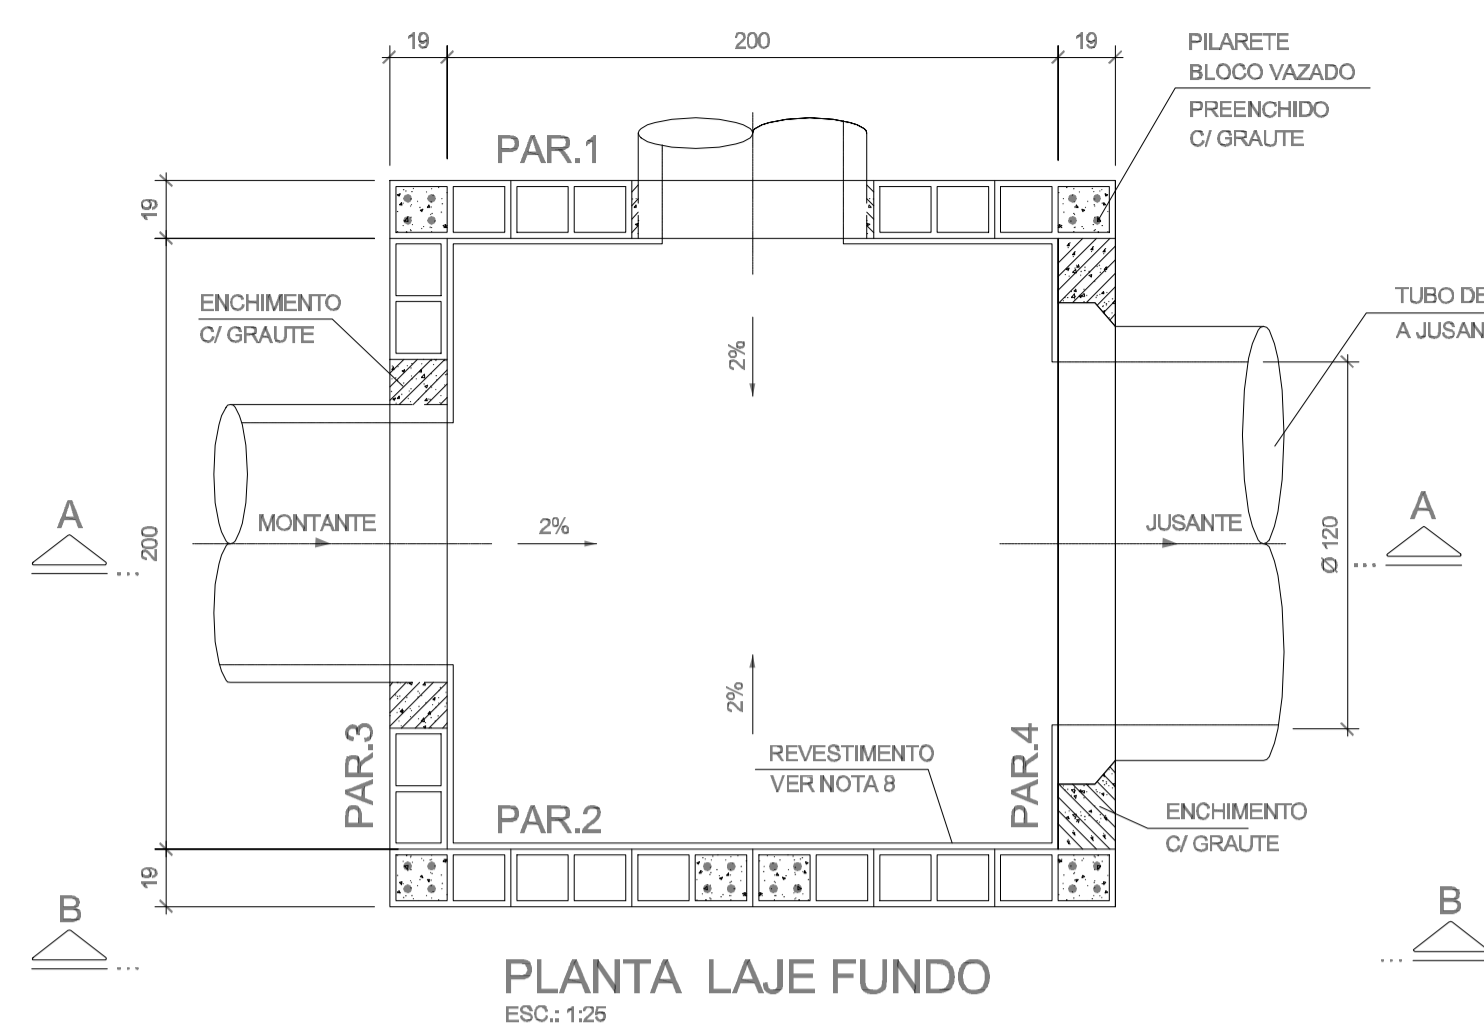 19
200
19
PILARETE
BLOCO VAZADO
PREENCHIDO
C/ GRAUTE
PAR.1
19
ENCHIMENTO
C/ GRAUTE
2%
TUBO DE
A JUSAN
A
MONTANTE
2%
JUSANTE
A
200
Ø 120
...
...
2%
PAR.3
REVESTIMENTO
VER NOTA 8
PAR.4
PAR.2
ENCHIMENTO
C/ GRAUTE
19
B
B
...
...
PLANTA LAJE FUNDO
ESC.: 1:25